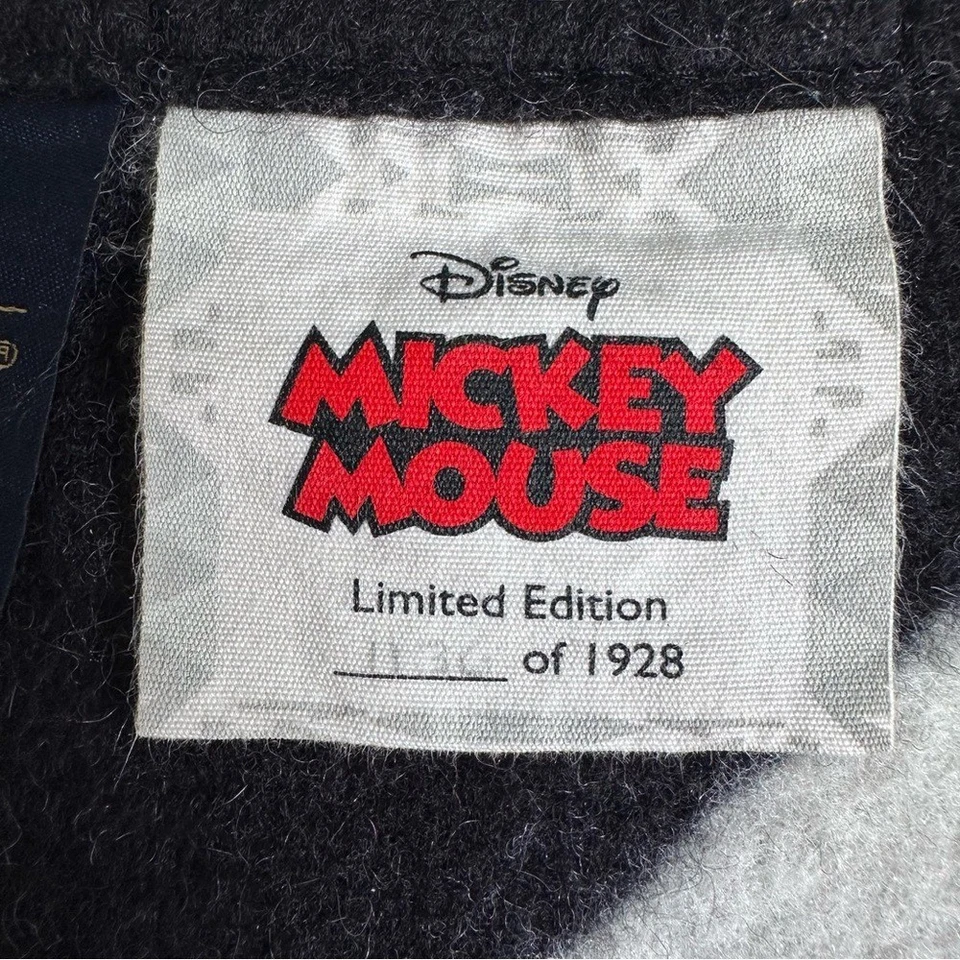 Disney
MICKEY
MOUSE
Limited Edition
of 1928
®